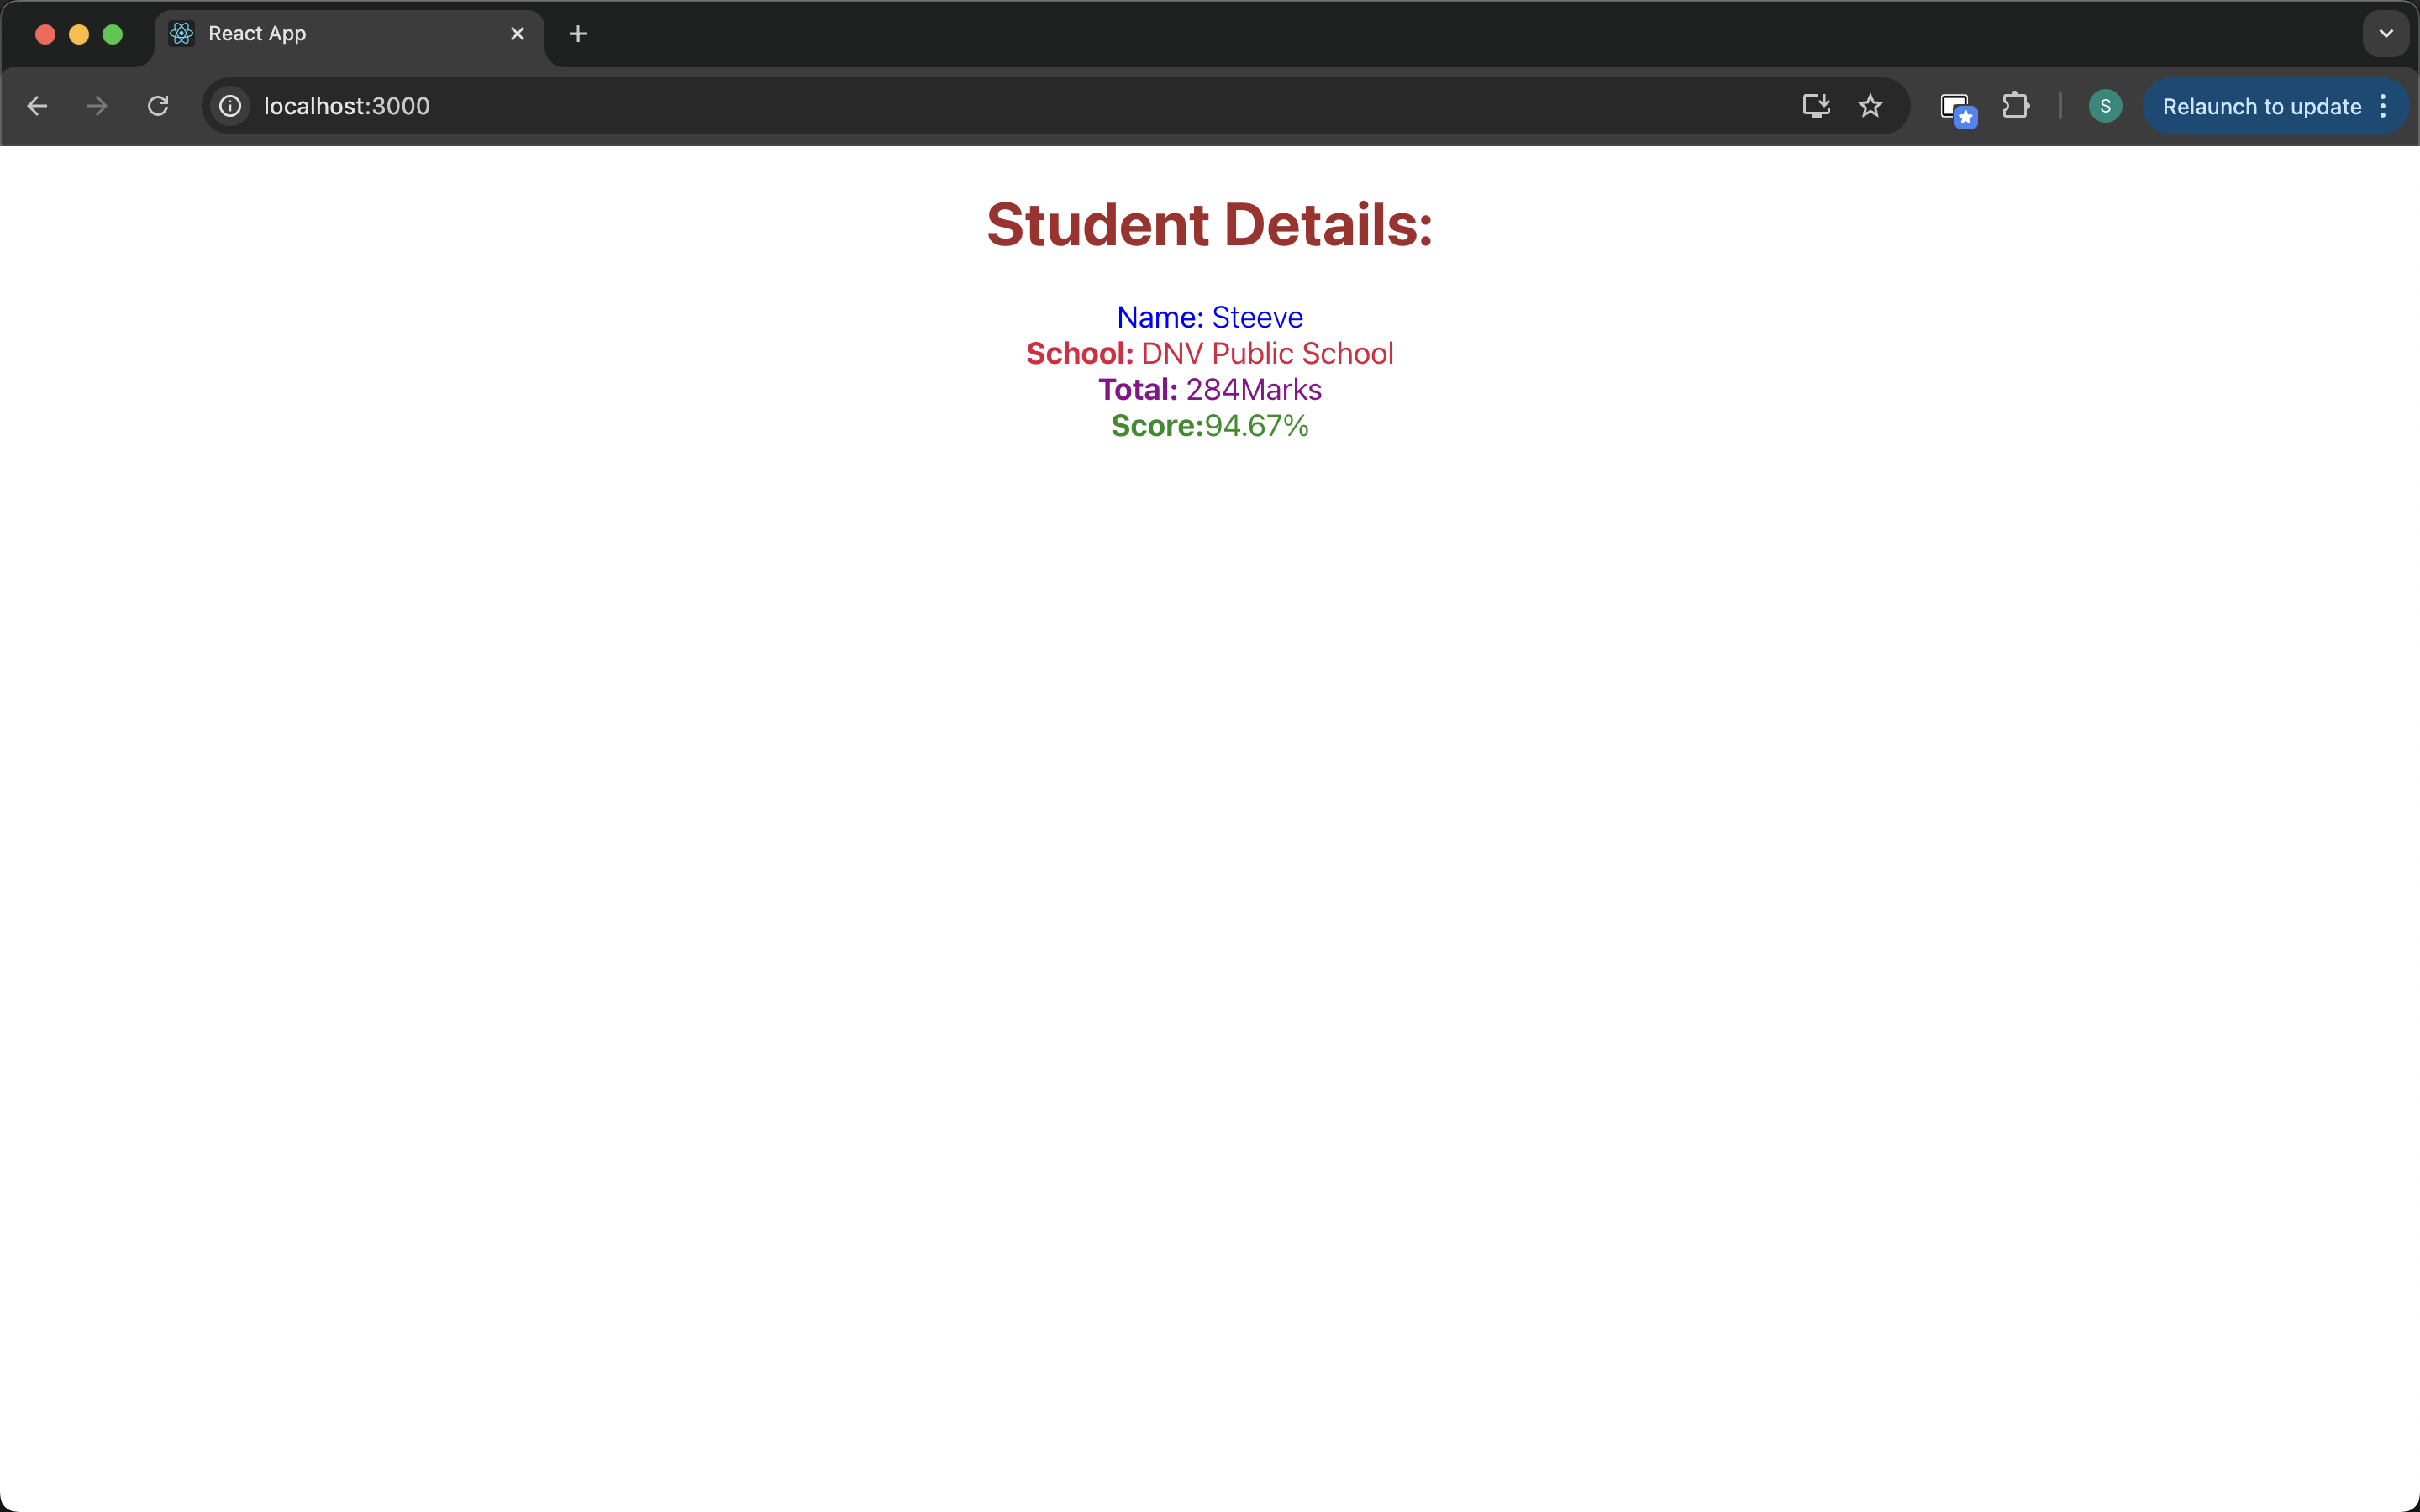 React App
localhost:3000
S
Relaunch to update
Student Details:
Name: Steeve
School: DNV Public School
Total: 284Marks
Score:94.67%